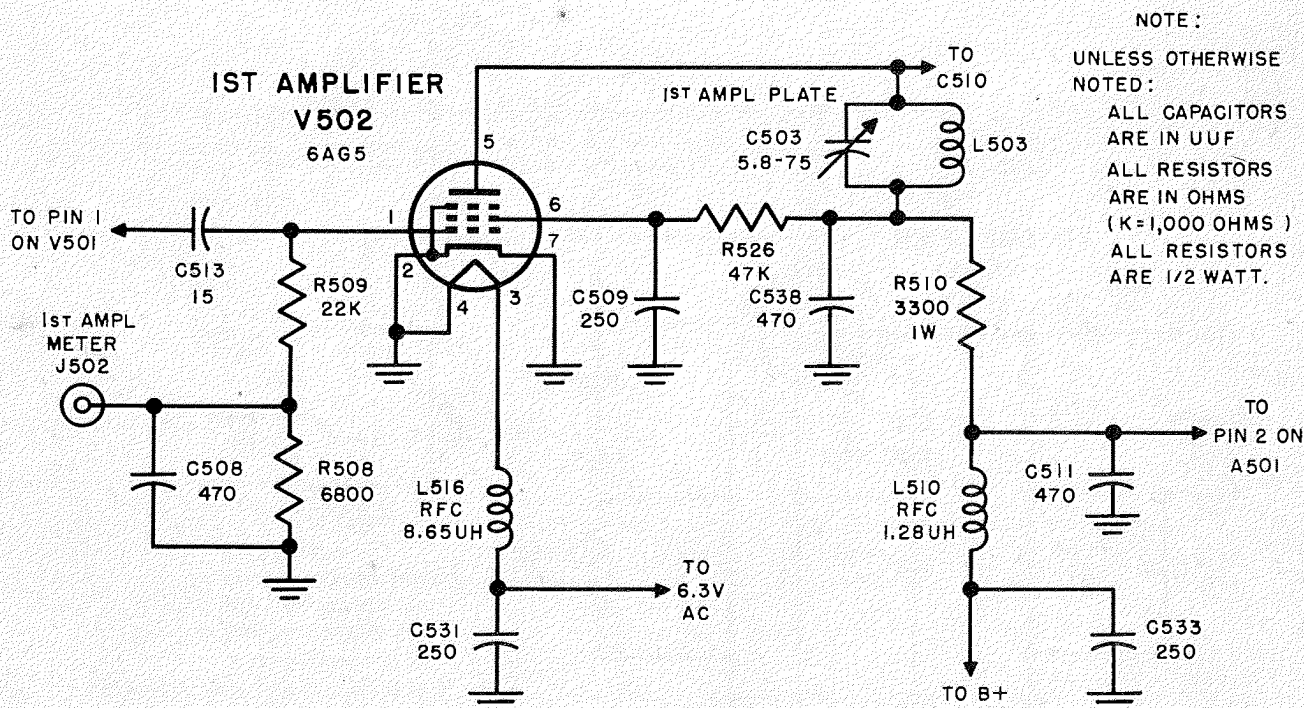 NOTE:
UNLESS OTHERWISE
NOTED:
ALL CAPACITORS
ARE IN UUF
ALL RESISTORS
ARE IN OHMS
(K=1,000 OHMS)
ALL RESISTORS
ARE 1/2 WATT.
1ST AMPLIFIER
V502
6AG5
TO
C510
1ST AMPL PLATE
C503
5.8-75
L503
5
1
6
2
7
4
3
TO PIN 1
ON V501
C513
15
R509
22K
1st AMPL
METER
J502
C508
470
R508
6800
C509
250
R526
47K
C538
470
R510
3300
1W
L516
RFC
8.65UH
TO
6.3V
AC
C531
250
L510
RFC
1.28UH
C511
470
TO
PIN 2 ON
A501
C533
250
TO B+